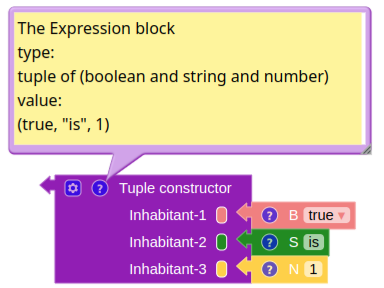 The Expression block
type:
tuple of (boolean and string and number)
value:
(true, "is", 1)
? Tuple constructor
Inhabitant-1 ? B true ▾
Inhabitant-2 ? S is
Inhabitant-3 ? N 1